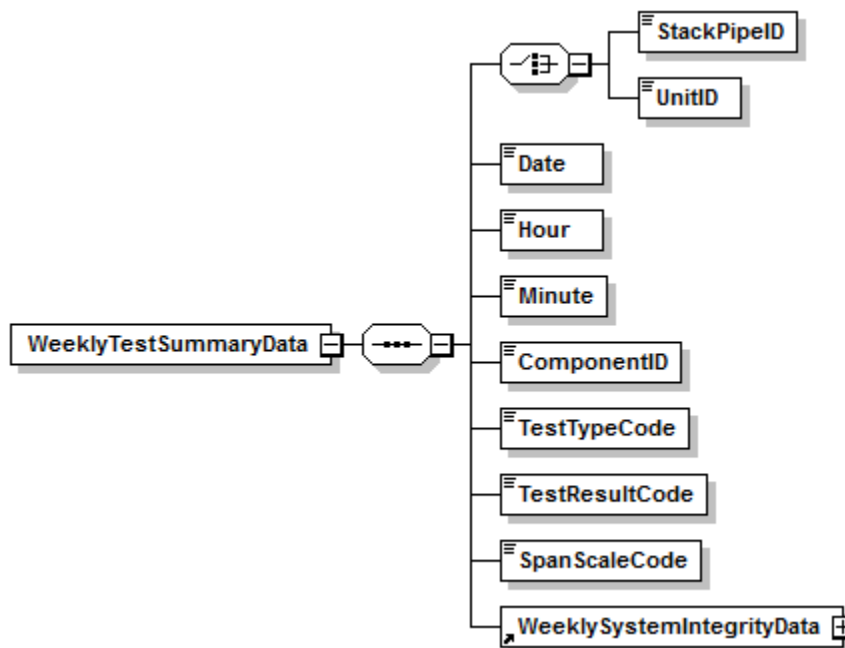 StackPipeID
UnitID
Date
Hour
Minute
WeeklyTestSummaryData
ComponentID
TestTypeCode
TestResultCode
SpanScaleCode
WeeklySystemIntegrityData